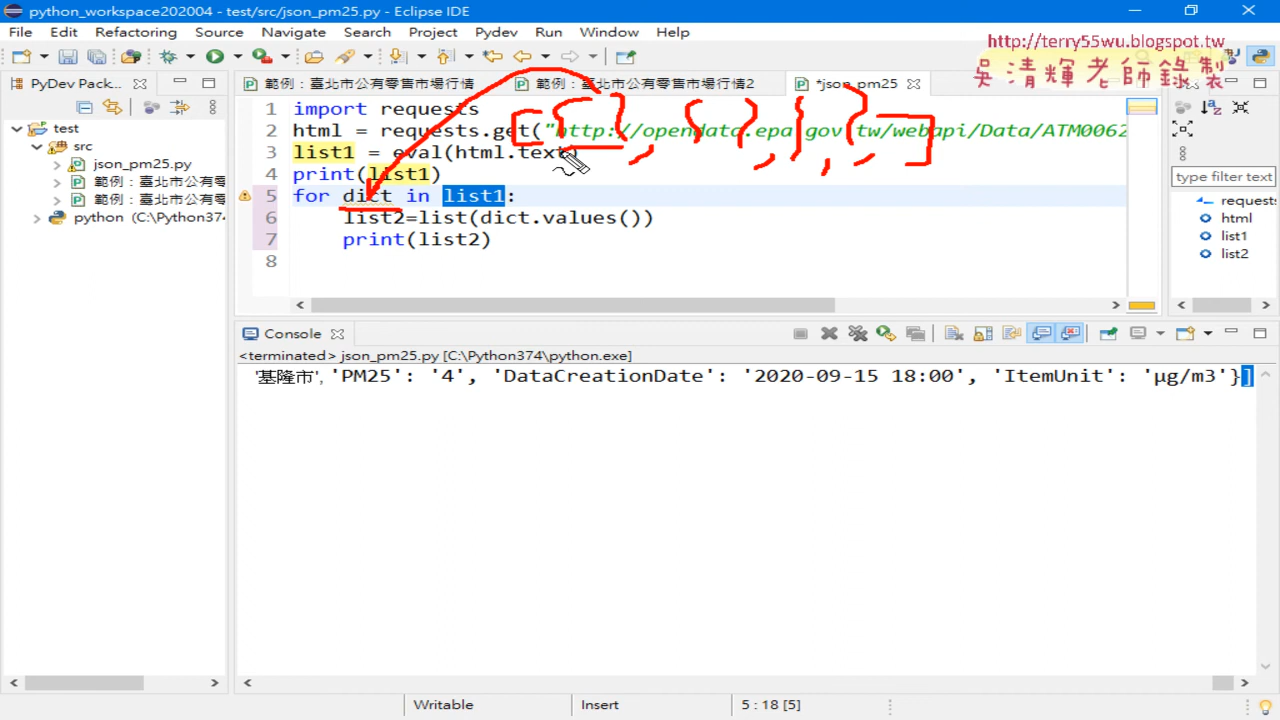 python_workspace202004 - test/src/json_pm25.py - Eclipse IDE
File Edit Refactoring Source Navigate Search Project Pydev Run Window Help
http://terry55wu.blogspot.tw
吳清輝老師錄製
PyDev Pack...
範例：臺北市公有零售市場行情
範例：臺北市公有零售市場行情2
*json_pm25
test
src
json_pm25.py
範例：臺北市公有零
範例：臺北市公有零
python (C:\Python374
1 import requests
2 html = requests.get("http://opendata.epa.gov.tw/webapi/Data/ATM0062
3 list1 = eval(html.text)
4 print(list1)
5 for dict in list1:
6 list2=list(dict.values())
7 print(list2)
8
type filter text
requests
html
list1
list2
Console
<terminated> json_pm25.py [C:\Python374\python.exe]
'基隆市', 'PM25': '4', 'DataCreationDate': '2020-09-15 18:00', 'ItemUnit': 'μg/m3'}]
Writable Insert 5 : 18 [5]